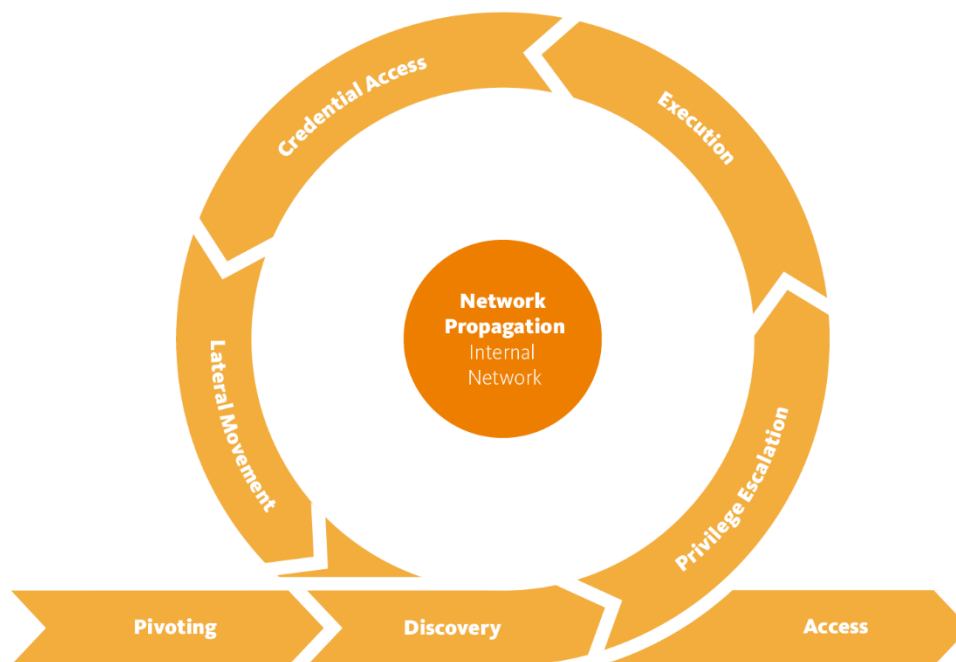 Credential Access
Execution
Network
Propagation
Internal
Network
Lateral Movement
Privilege Escalation
Pivoting
Discovery
Access